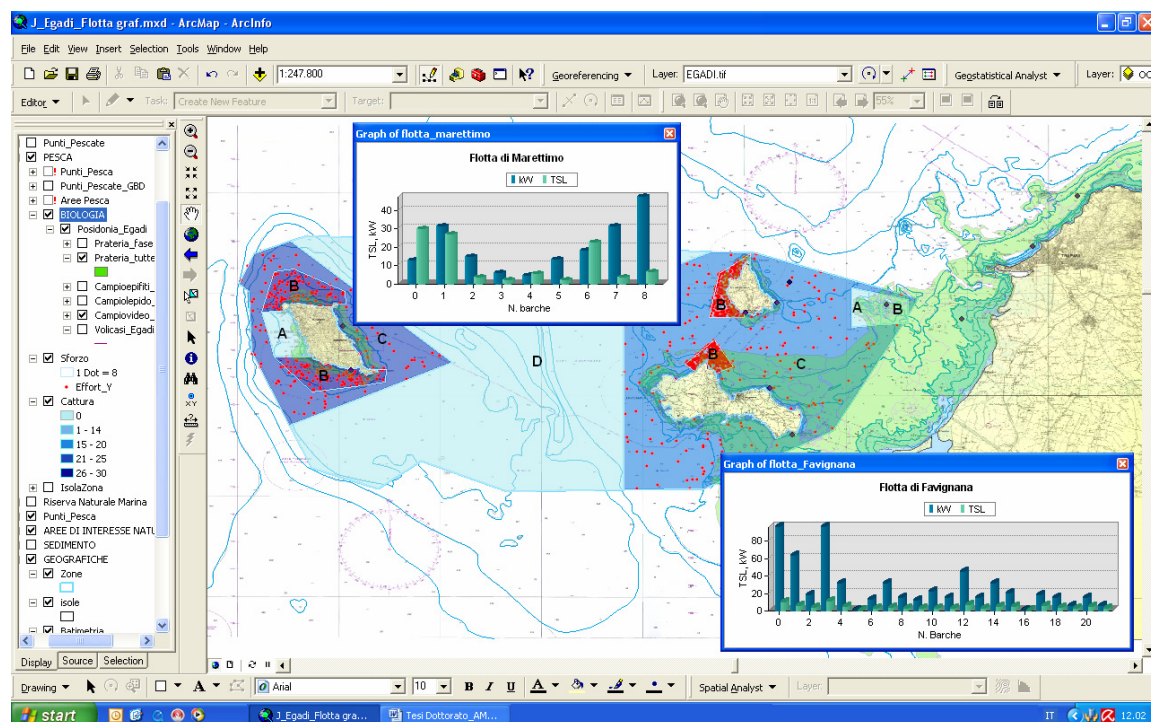 J_Egadi_Flotta graf.mxd - ArcMap - ArcInfo
File Edit View Insert Selection Tools Window Help
1:247.800 Georeferencing Layer: EGADI.tif Geostatistical Analyst Layer:
Editor Task: Create New Feature Target: 55%
Punti_Pescate
PESCA
Punti_Pesca
Punti_Pescate_GBD
Aree Pesca
BIOLOGIA
Posidonia_Egadi
Prateria_fase
Prateria_tutte
Campioepifiti_
Campiolepido_
Campiovideo_
Volicasi_Egadi
Sforzo
1 Dot = 8
Effort_Y
Cattura
0
1 - 14
15 - 20
21 - 25
26 - 30
IsolaZona
Riserva Naturale Marina
Punti_Pesca
AREE DI INTERESSE NATU
SEDIMENTO
GEOGRAFICHE
Zone
isole
Batimetria
Display Source Selection
Graph of flotta_marettimo
Flotta di Marettimo
kW TSL
TSL, kW
40
30
20
10
0
0 1 2 3 4 5 6 7 8
N. barche
B
A
C
B
D
B
A B
B
C
Graph of flotta_Favignana
Flotta di Favignana
kW TSL
TSL, kW
80
60
40
20
0
0 2 4 6 8 10 12 14 16 18 20
N. Barche
Drawing A Arial 10 B I U A Spatial Analyst Layer:
start J_Egadi_Flotta gra... Tesi Dottorato_AM... IT 12.02